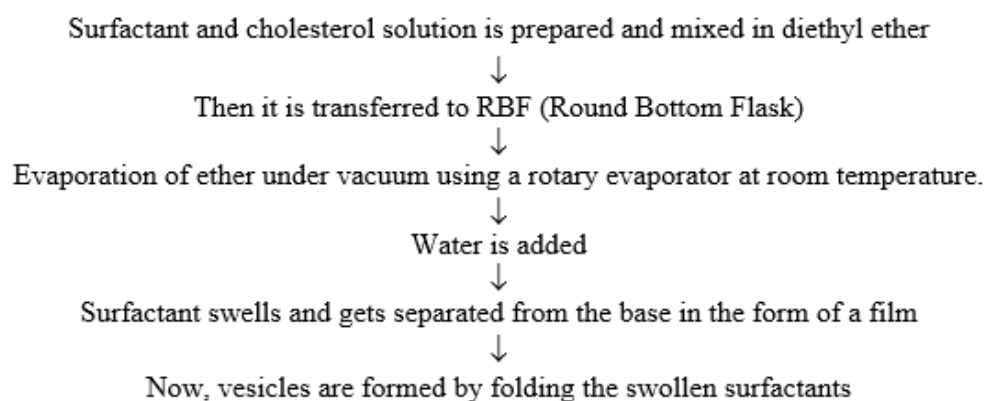 Surfactant and cholesterol solution is prepared and mixed in diethyl ether
↓
Then it is transferred to RBF (Round Bottom Flask)
↓
Evaporation of ether under vacuum using a rotary evaporator at room temperature.
↓
Water is added
↓
Surfactant swells and gets separated from the base in the form of a film
↓
Now, vesicles are formed by folding the swollen surfactants